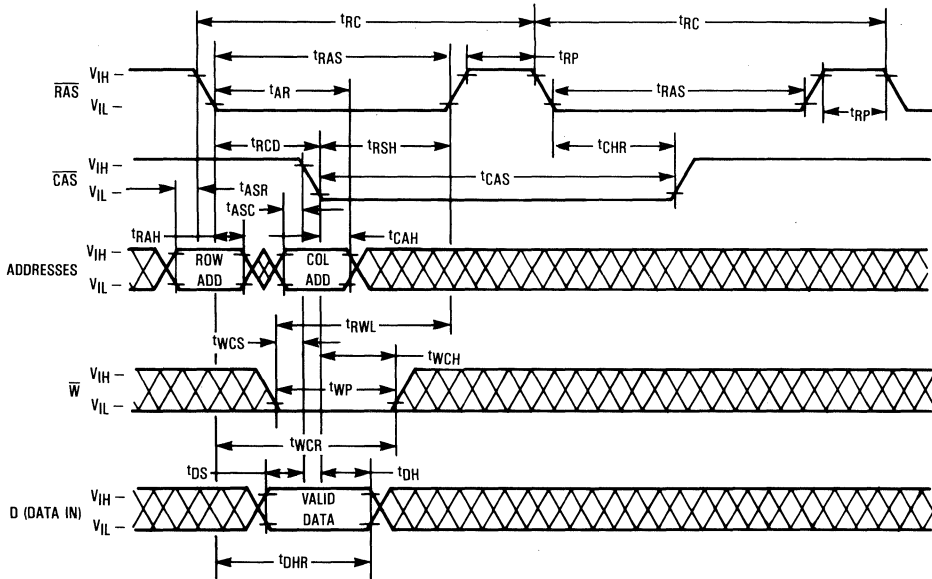 tRC tRC
tRAS tRP
VIH –
RAS tAR tRAS
VIL – tRP
tRCD tRSH tCHR
VIH –
CAS tCAS
VIL – tASR
tASC
tRAH tCAH
VIH –
ADDRESSES ROW ADD COL ADD
VIL –
tRWL
tWCS tWCH
VIH –
W tWP
VIL –
tWCR
tDS tDH
VIH –
D (DATA IN) VALID DATA
VIL –
tDHR